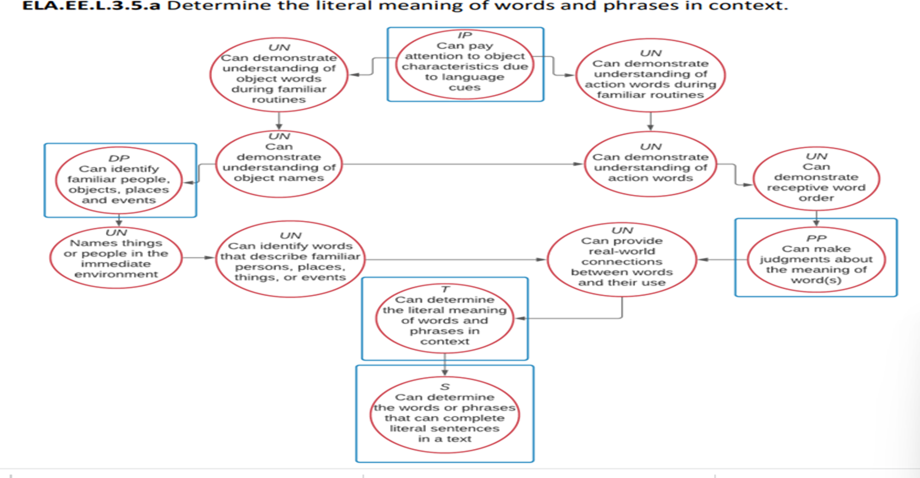 ELA.EE.L.3.5.a Determine the literal meaning of words and phrases in context.
IP
Can pay
attention to object
characteristics due
to language
cues
UN
Can demonstrate
understanding of
object words
during familiar
routines
UN
Can demonstrate
understanding of
action words during
familiar routines
UN
Can
demonstrate
understanding of
object names
UN
Can demonstrate
understanding of
action words
DP
Can identify
familiar people,
objects, places
and events
UN
Can
demonstrate
receptive word
order
UN
Names things
or people in the
immediate
environment
UN
Can identify words
that describe familiar
persons, places,
things, or events
UN
Can provide
real-world
connections
between words
and their use
PP
Can make
judgments about
the meaning of
word(s)
T
Can determine
the literal meaning
of words and
phrases in
context
S
Can determine
the words or phrases
that can complete
literal sentences
in a text